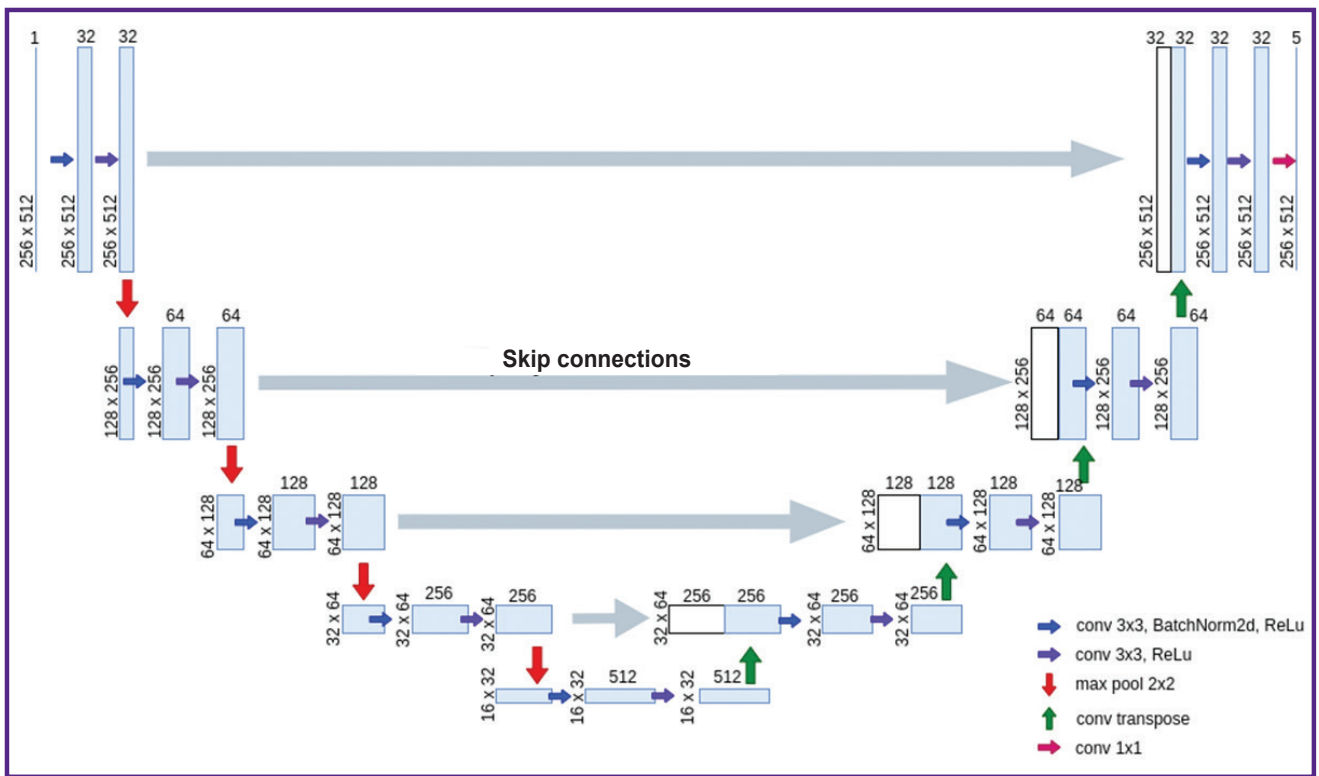 1 32 32
256 x 512 256 x 512 256 x 512
32 32 32 32 5
256 x 512 256 x 512 256 x 512 256 x 512
64 64
128 x 256 128 x 256 128 x 256
Skip connections
64 64 64 64
128 x 256 128 x 256 128 x 256
128 128
64 x 128 64 x 128 64 x 128
128 128 128 128
64 x 128 64 x 128 64 x 128
256 256
32 x 64 32 x 64 32 x 64
256 256 256 256
32 x 64 32 x 64 32 x 64
512 512
16 x 32 16 x 32 16 x 32
conv 3x3, BatchNorm2d, ReLu
conv 3x3, ReLu
max pool 2x2
conv transpose
conv 1x1